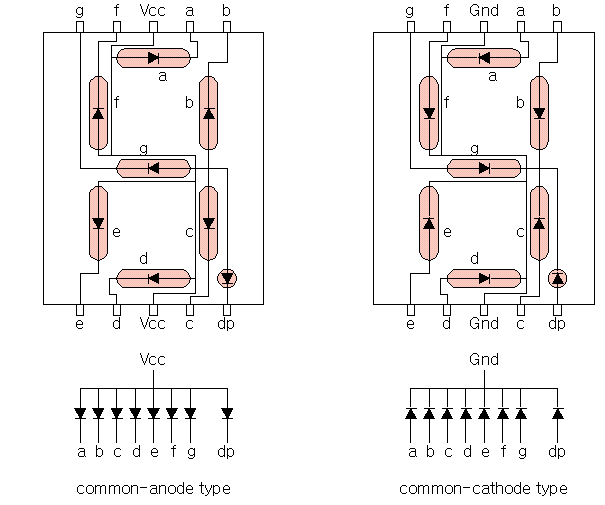 g f Vcc a b
g f Gnd a b
a
a
f b
f b
g
g
e c
e c
d
d
e d Vcc c dp
e d Gnd c dp
Vcc
Gnd
a b c d e f g dp
a b c d e f g dp
common-anode type
common-cathode type